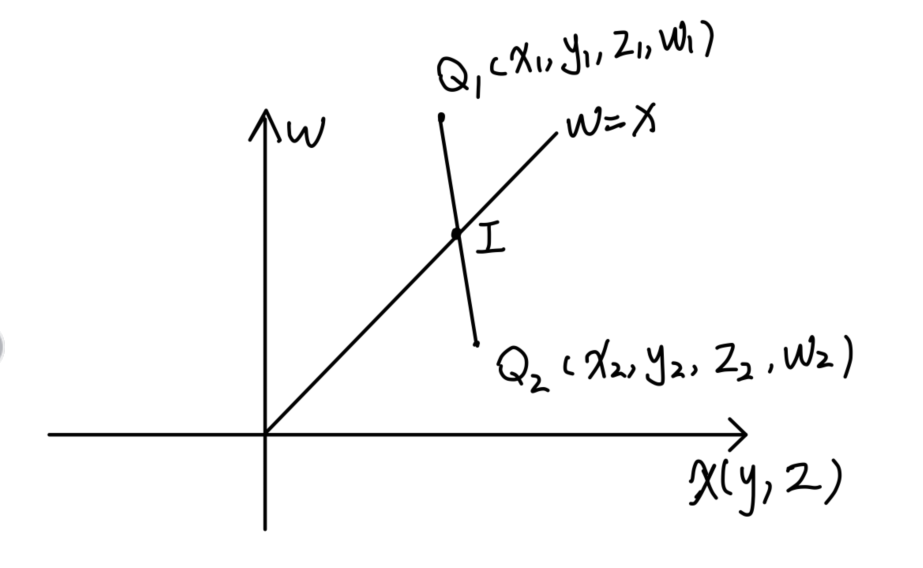 Q₁(x₁, y₁, z₁, w₁)
w
w=x
I
Q₂(x₂, y₂, z₂, w₂)
x(y, z)